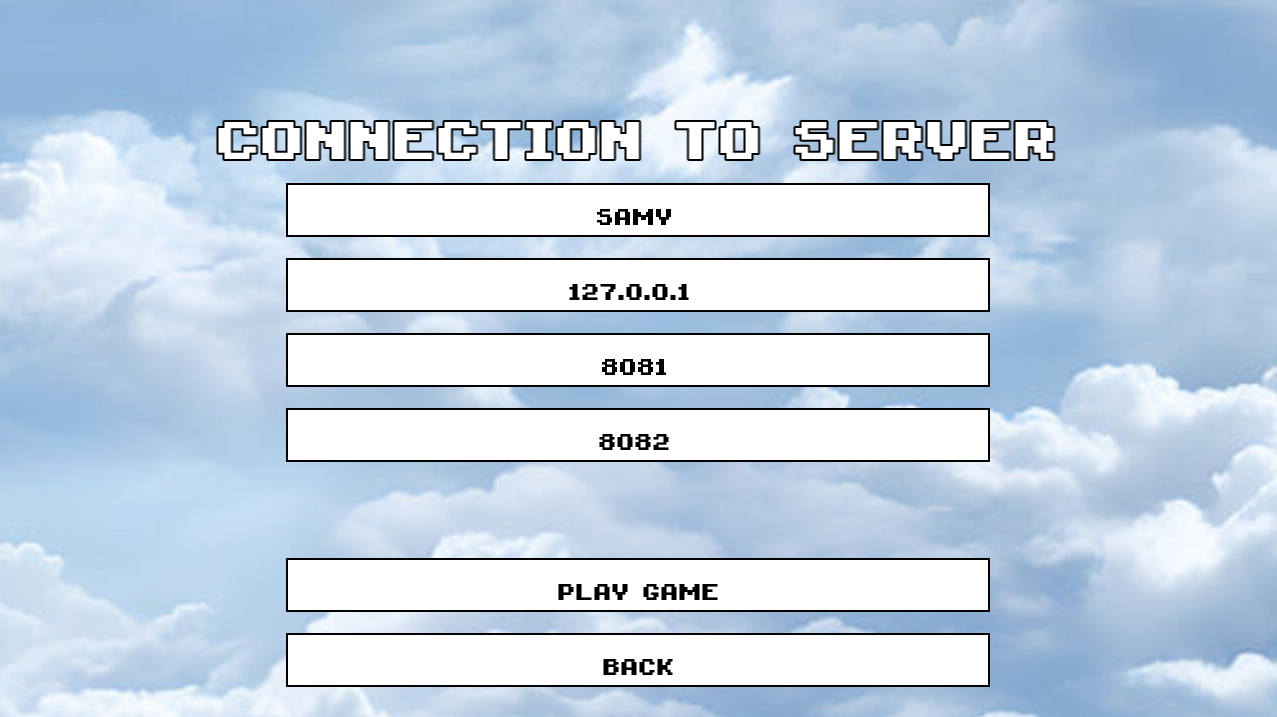 CONNECTION TO SERVER
SAMY
127.0.0.1
8081
8082
PLAY GAME
BACK